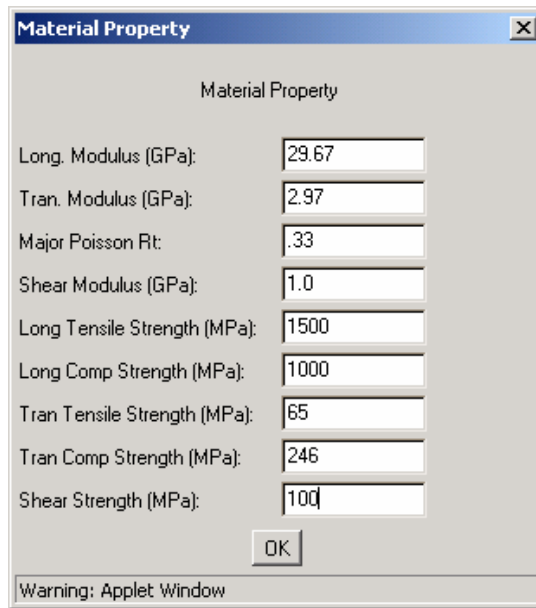 Material Property
Material Property
Long. Modulus (GPa): 29.67
Tran. Modulus (GPa): 2.97
Major Poisson Rt: .33
Shear Modulus (GPa): 1.0
Long Tensile Strength (MPa): 1500
Long Comp Strength (MPa): 1000
Tran Tensile Strength (MPa): 65
Tran Comp Strength (MPa): 246
Shear Strength (MPa): 100
OK
Warning: Applet Window